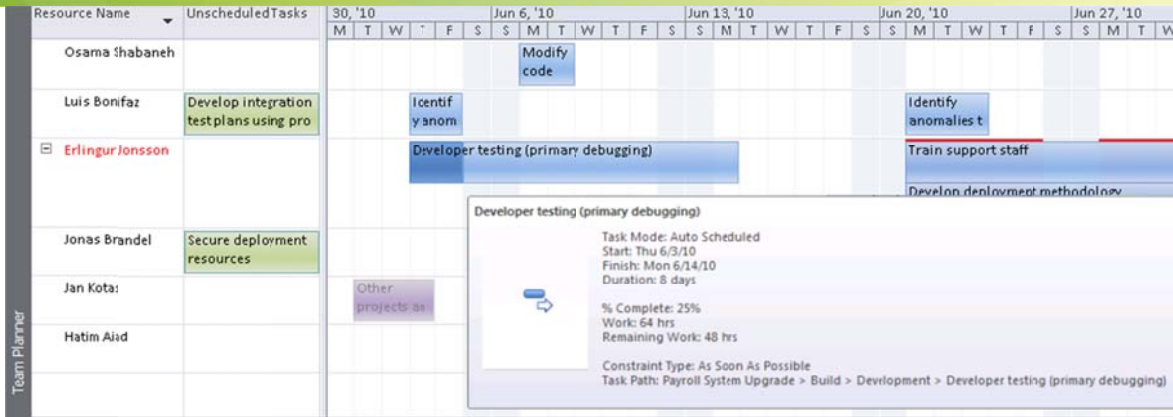 Resource Name
Unscheduled Tasks
30, '10
Jun 6, '10
Jun 13, '10
Jun 20, '10
Jun 27, '10
M T W T F S S M T W T F S S M T W T F S S M T W T F S S M T W
Osama Shabaneh
Modify
code
Luis Bonifaz
Develop integration
test plans using pro
Identif
y anom
Identify
anomalies t
Erlingur Jonsson
Developer testing (primary debugging)
Train support staff
Develop deployment methodology
Jonas Brandel
Secure deployment
resources
Jan Kotas
Other
projects as
Hatim Aiad
Team Planner
Developer testing (primary debugging)
Task Mode: Auto Scheduled
Start: Thu 6/3/10
Finish: Mon 6/14/10
Duration: 8 days
% Complete: 25%
Work: 64 hrs
Remaining Work: 48 hrs
Constraint Type: As Soon As Possible
Task Path: Payroll System Upgrade > Build > Development > Developer testing (primary debugging)